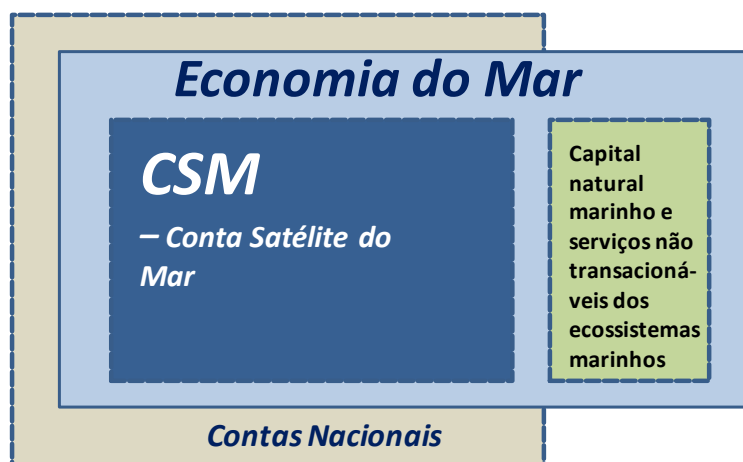 Economia do Mar
CSM
– Conta Satélite do
Mar
Capital
natural
marinho e
serviços não
transacioná-
veis dos
ecossistemas
marinhos
Contas Nacionais